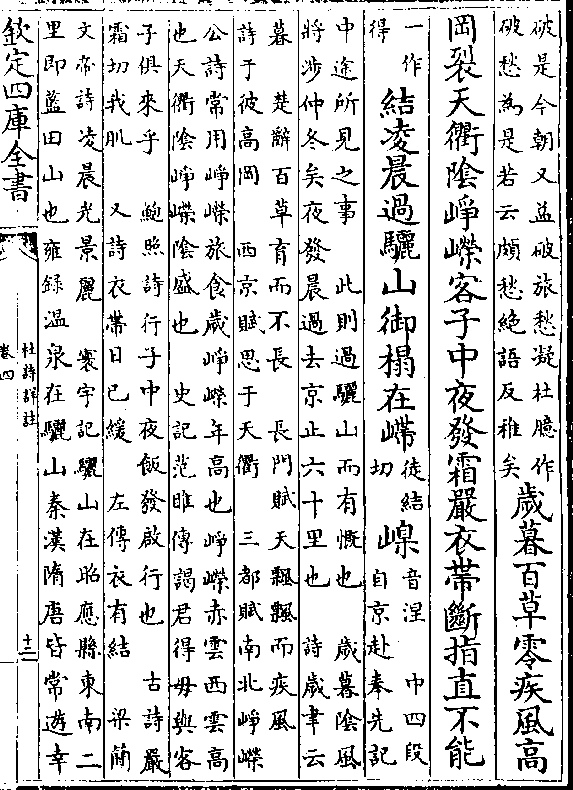 破是今朝又益破旅愁凝杜臆作
破愁為是若云頗愁絕語反稚矣
歲暮百草零疾風高
岡裂天衢陰崢嶸客子中夜發霜嚴衣帶斷指直不能
一作
得
結凌晨過驪山御榻在嵽
徒結
切
嵲
音涅 中四段
自京赴奉先記
中途所見之事 此則過驪山而有慨也 歲暮陰風
將涉仲冬矣夜發晨過去京止六十里也 詩歲聿云
暮 楚辭百草育而不長 長門賦天飄飄而疾風
詩于彼高岡 西京賦思于天衢 三都賦南北崢嶸
公詩常用崢嶸旅食歲崢嶸年高也崢嶸赤雲西雲高
也天衢陰崢嶸陰盛也 史記范雎傳謁君得毋與客
子俱來乎 鮑照詩行子中夜飯發啟行也 古詩嚴
霜切我肌 又詩衣帶日已緩 左傳衣有結 梁簡
文帝詩凌晨光景麗 寰宇記驪山在昭應縣東南二
里即藍田山也雍錄溫泉在驪山秦漢隋唐皆常遊幸
欽定四庫全書
杜詩詳註
卷四
十二